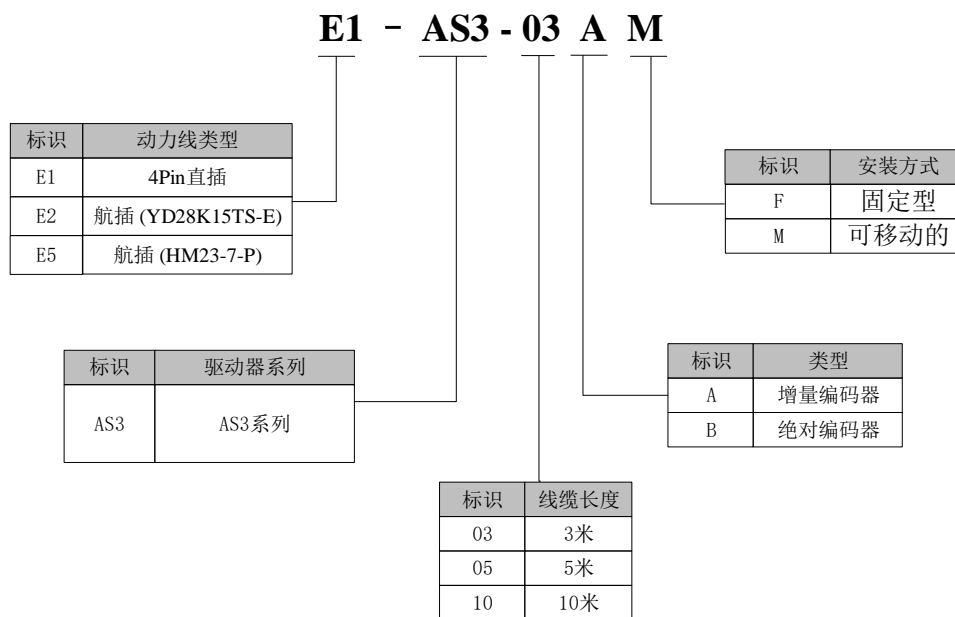 E1 - AS3 - 03 A M
标识 动力线类型
E1 4Pin直插
E2 航插 (YD28K15TS-E)
E5 航插 (HM23-7-P)
标识 安装方式
F 固定型
M 可移动的
标识 驱动器系列
AS3 AS3系列
标识 类型
A 增量编码器
B 绝对编码器
标识 线缆长度
03 3米
05 5米
10 10米